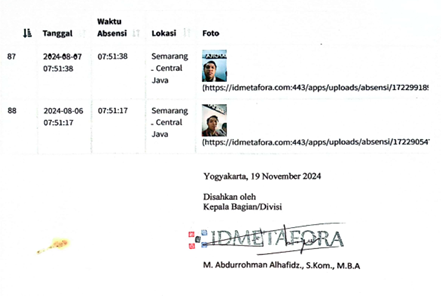 Tanggal Waktu Absensi Lokasi Foto
87 2024-08-07 07:51:38 07:51:38 Semarang, Central Java
(https://idmetafora.com:443/apps/uploads/absensi/1722991
88 2024-08-06 07:51:17 07:51:17 Semarang, Central Java
(https://idmetafora.com:443/apps/uploads/absensi/17229054
Yogyakarta, 19 November 2024
Disahkan oleh
Kepala Bagian/Divisi
IDMETAFORA
M. Abdurrohman Alhafidz., S.Kom., M.B.A